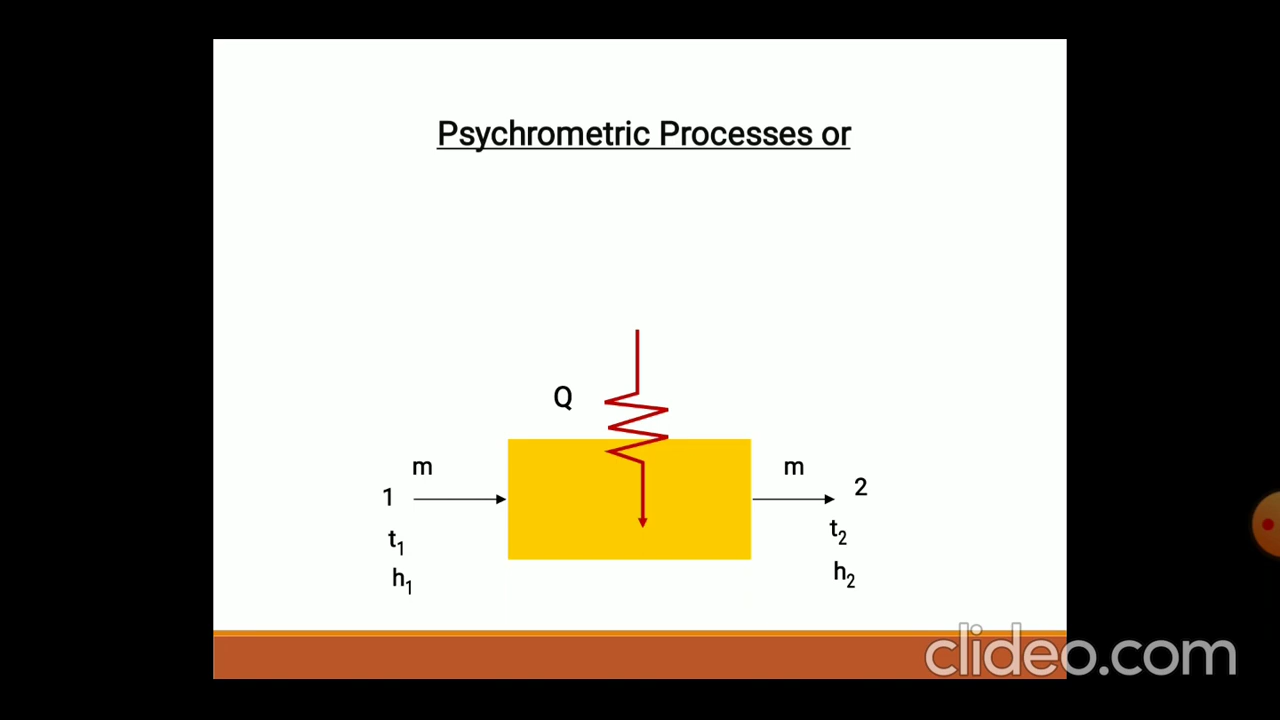 Psychrometric Processes or
Q
m
m
1
2
t1
t2
h1
h2
clideo.com